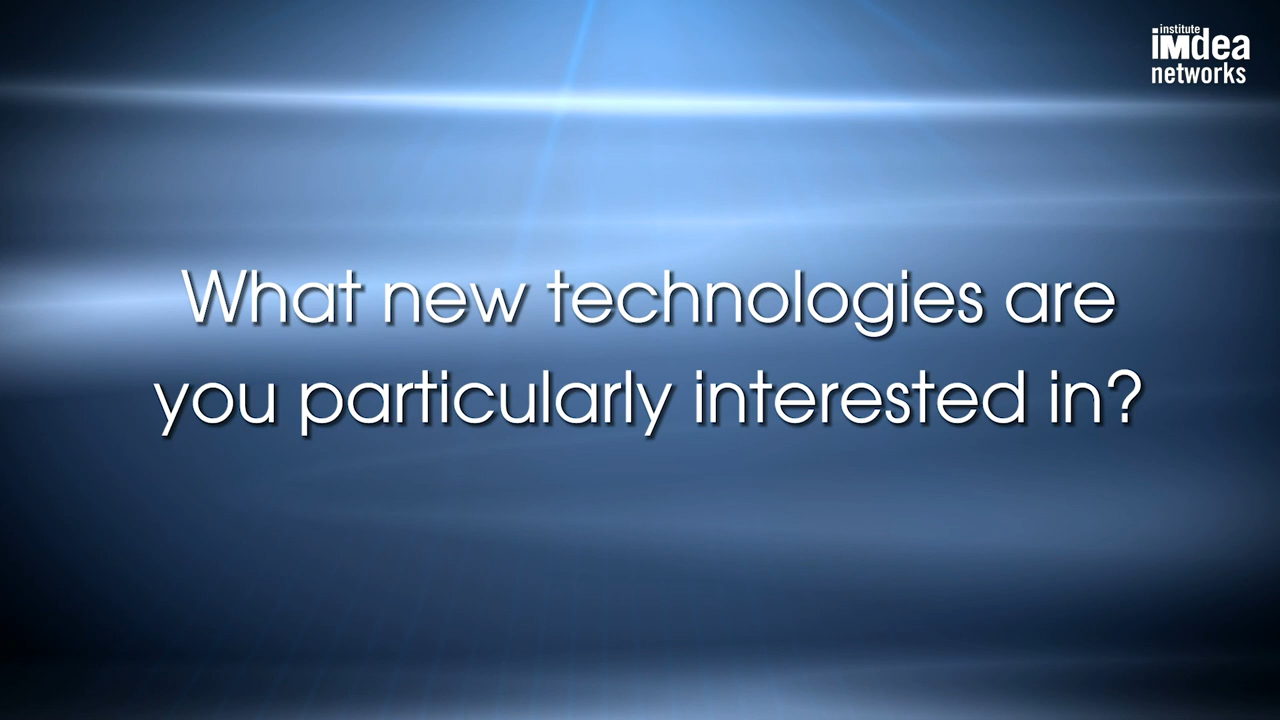 institute
iMdea
networks
What new technologies are
you particularly interested in?